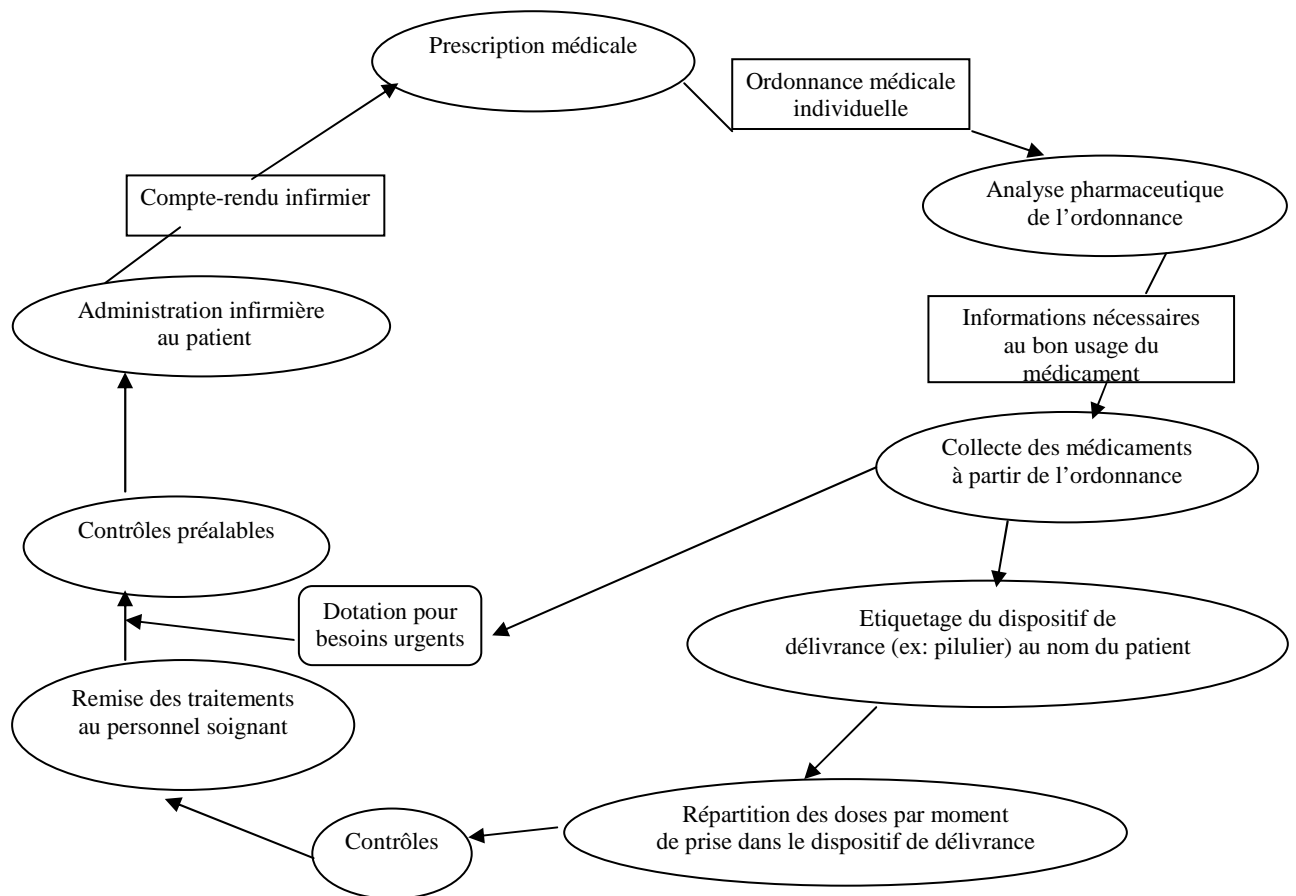 Prescription médicale
Ordonnance médicale
individuelle
Analyse pharmaceutique
de l’ordonnance
Informations nécessaires
au bon usage du
médicament
Collecte des médicaments
à partir de l’ordonnance
Etiquetage du dispositif de
délivrance (ex: pilulier) au nom du patient
Répartition des doses par moment
de prise dans le dispositif de délivrance
Contrôles
Remise des traitements
au personnel soignant
Dotation pour
besoins urgents
Contrôles préalables
Administration infirmière
au patient
Compte-rendu infirmier